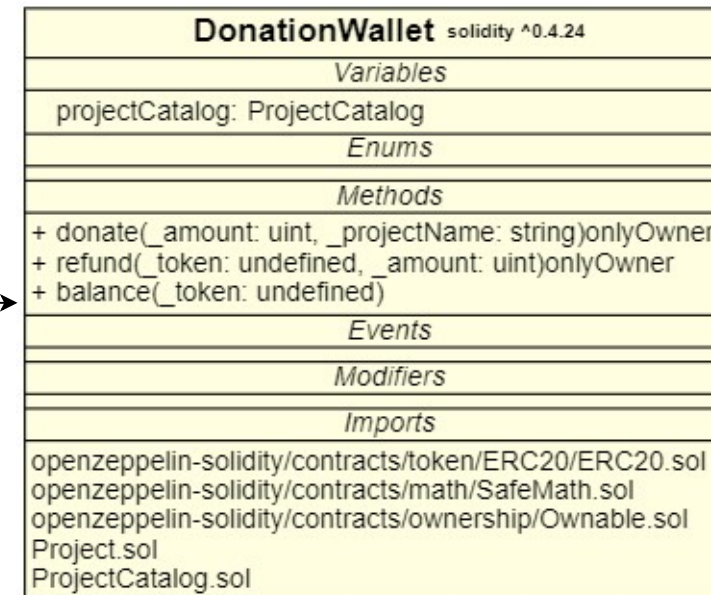 DonationWallet solidity ^0.4.24
Variables
projectCatalog: ProjectCatalog
Enums
Methods
+ donate(_amount: uint, _projectName: string)onlyOwner
+ refund(_token: undefined, _amount: uint)onlyOwner
+ balance(_token: undefined)
Events
Modifiers
Imports
openzeppelin-solidity/contracts/token/ERC20/ERC20.sol
openzeppelin-solidity/contracts/math/SafeMath.sol
openzeppelin-solidity/contracts/ownership/Ownable.sol
Project.sol
ProjectCatalog.sol